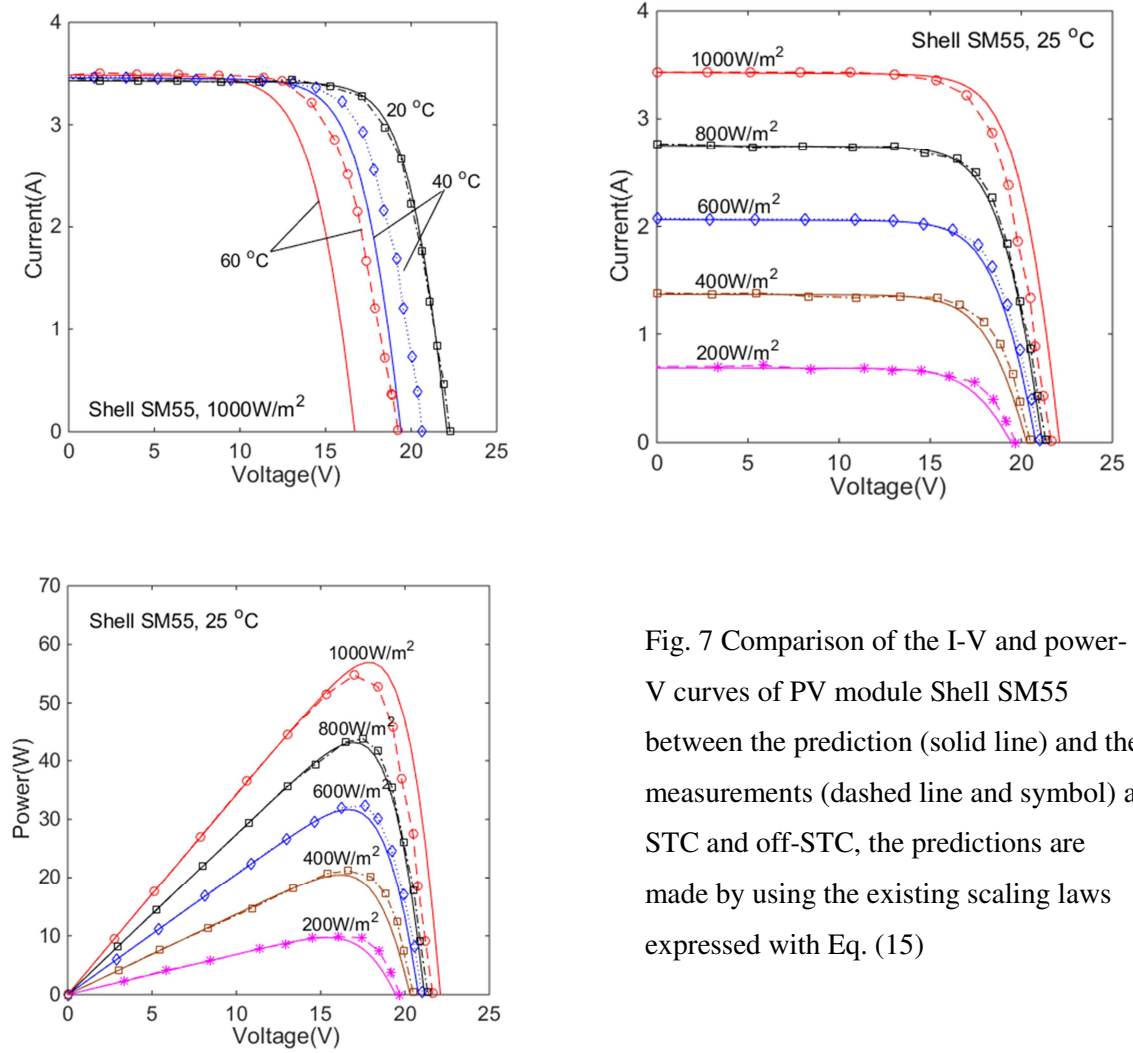 4
3
2
1
0
0
5
10
15
20
25
Current(A)
Voltage(V)
20 °C
40 °C
60 °C
Shell SM55, 1000W/m²
4
3
2
1
0
0
5
10
15
20
25
Current(A)
Voltage(V)
Shell SM55, 25 °C
1000W/m²
800W/m²
600W/m²
400W/m²
200W/m²
70
60
50
40
30
20
10
0
0
5
10
15
20
25
Power(W)
Voltage(V)
Shell SM55, 25 °C
1000W/m²
800W/m²
600W/m²
400W/m²
200W/m²
Fig. 7 Comparison of the I-V and power-
V curves of PV module Shell SM55
between the prediction (solid line) and the
measurements (dashed line and symbol) a
STC and off-STC, the predictions are
made by using the existing scaling laws
expressed with Eq. (15)